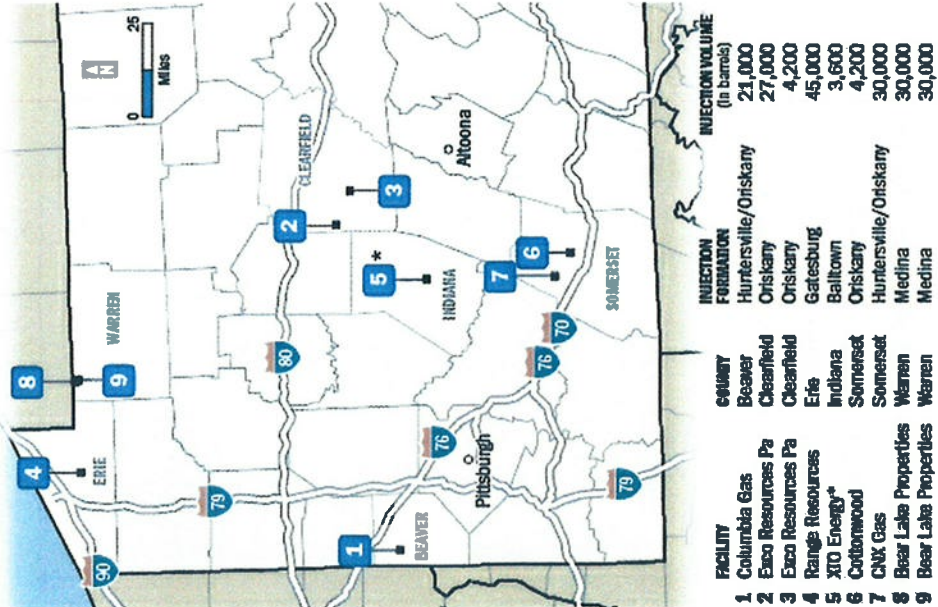 8
9
WARREN
4
ERIE
90
79
0 25
Miles
N
2
CLEARFIELD
80
5 *
3
Altoona
INDIANA
7
6
1
BEAVER
76
Pittsburgh
76
70
SOMERSET
79
FACILITY COUNTY INJECTION FORMATION INJECTION VOLUME (in barrels)
1 Columbia Gas Beaver Huntersville/Oriskany 21,000
2 Exco Resources Pa Clearfield Oriskany 27,000
3 Exco Resources Pa Clearfield Oriskany 4,200
4 Range Resources Erie Gatesburg 45,000
5 XTO Energy* Indiana Balltown 3,600
6 Cottonwood Somerset Oriskany 4,200
7 CNX Gas Somerset Huntersville/Oriskany 30,000
8 Bear Lake Properties Warren Medina 30,000
9 Bear Lake Properties Warren Medina 30,000